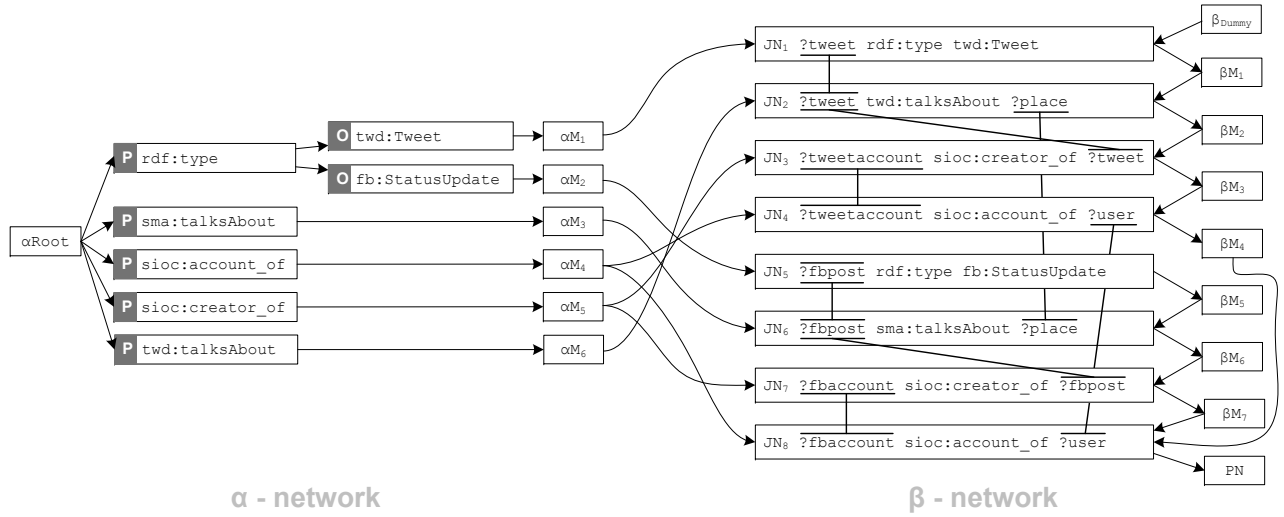 αRoot
P rdf:type
O twd:Tweet
O fb:StatusUpdate
P sma:talksAbout
P sioc:account_of
P sioc:creator_of
P twd:talksAbout
αM1
αM2
αM3
αM4
αM5
αM6
JN1 ?tweet rdf:type twd:Tweet
JN2 ?tweet twd:talksAbout ?place
JN3 ?tweetaccount sioc:creator_of ?tweet
JN4 ?tweetaccount sioc:account_of ?user
JN5 ?fbpost rdf:type fb:StatusUpdate
JN6 ?fbpost sma:talksAbout ?place
JN7 ?fbaccount sioc:creator_of ?fbpost
JN8 ?fbaccount sioc:account_of ?user
βDummy
βM1
βM2
βM3
βM4
βM5
βM6
βM7
PN
α - network
β - network